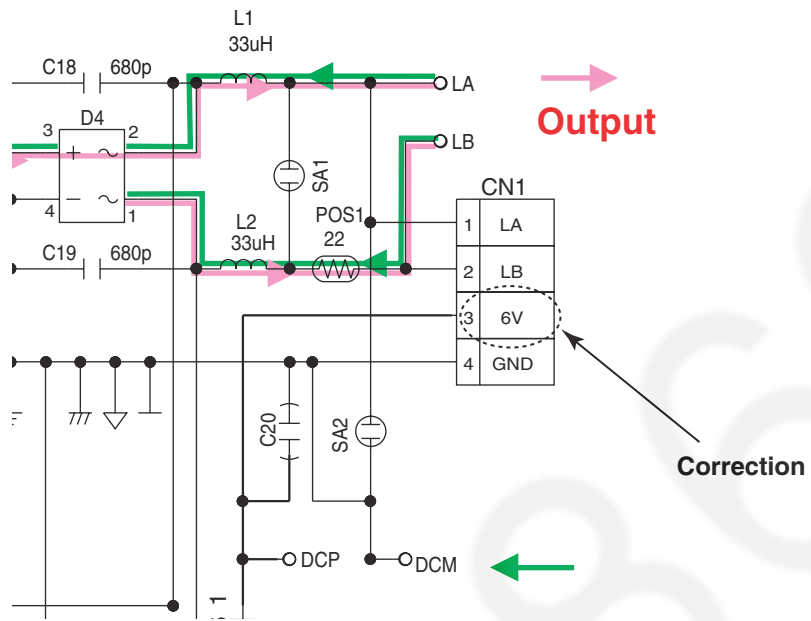 L1
33uH
C18
680p
LA
Output
D4
3
2
+
LB
SA1
4
−
1
CN1
L2
33uH
POS1
22
1
LA
C19
680p
2
LB
3
6V
4
GND
C20
SA2
Correction
DCP
DCM
1